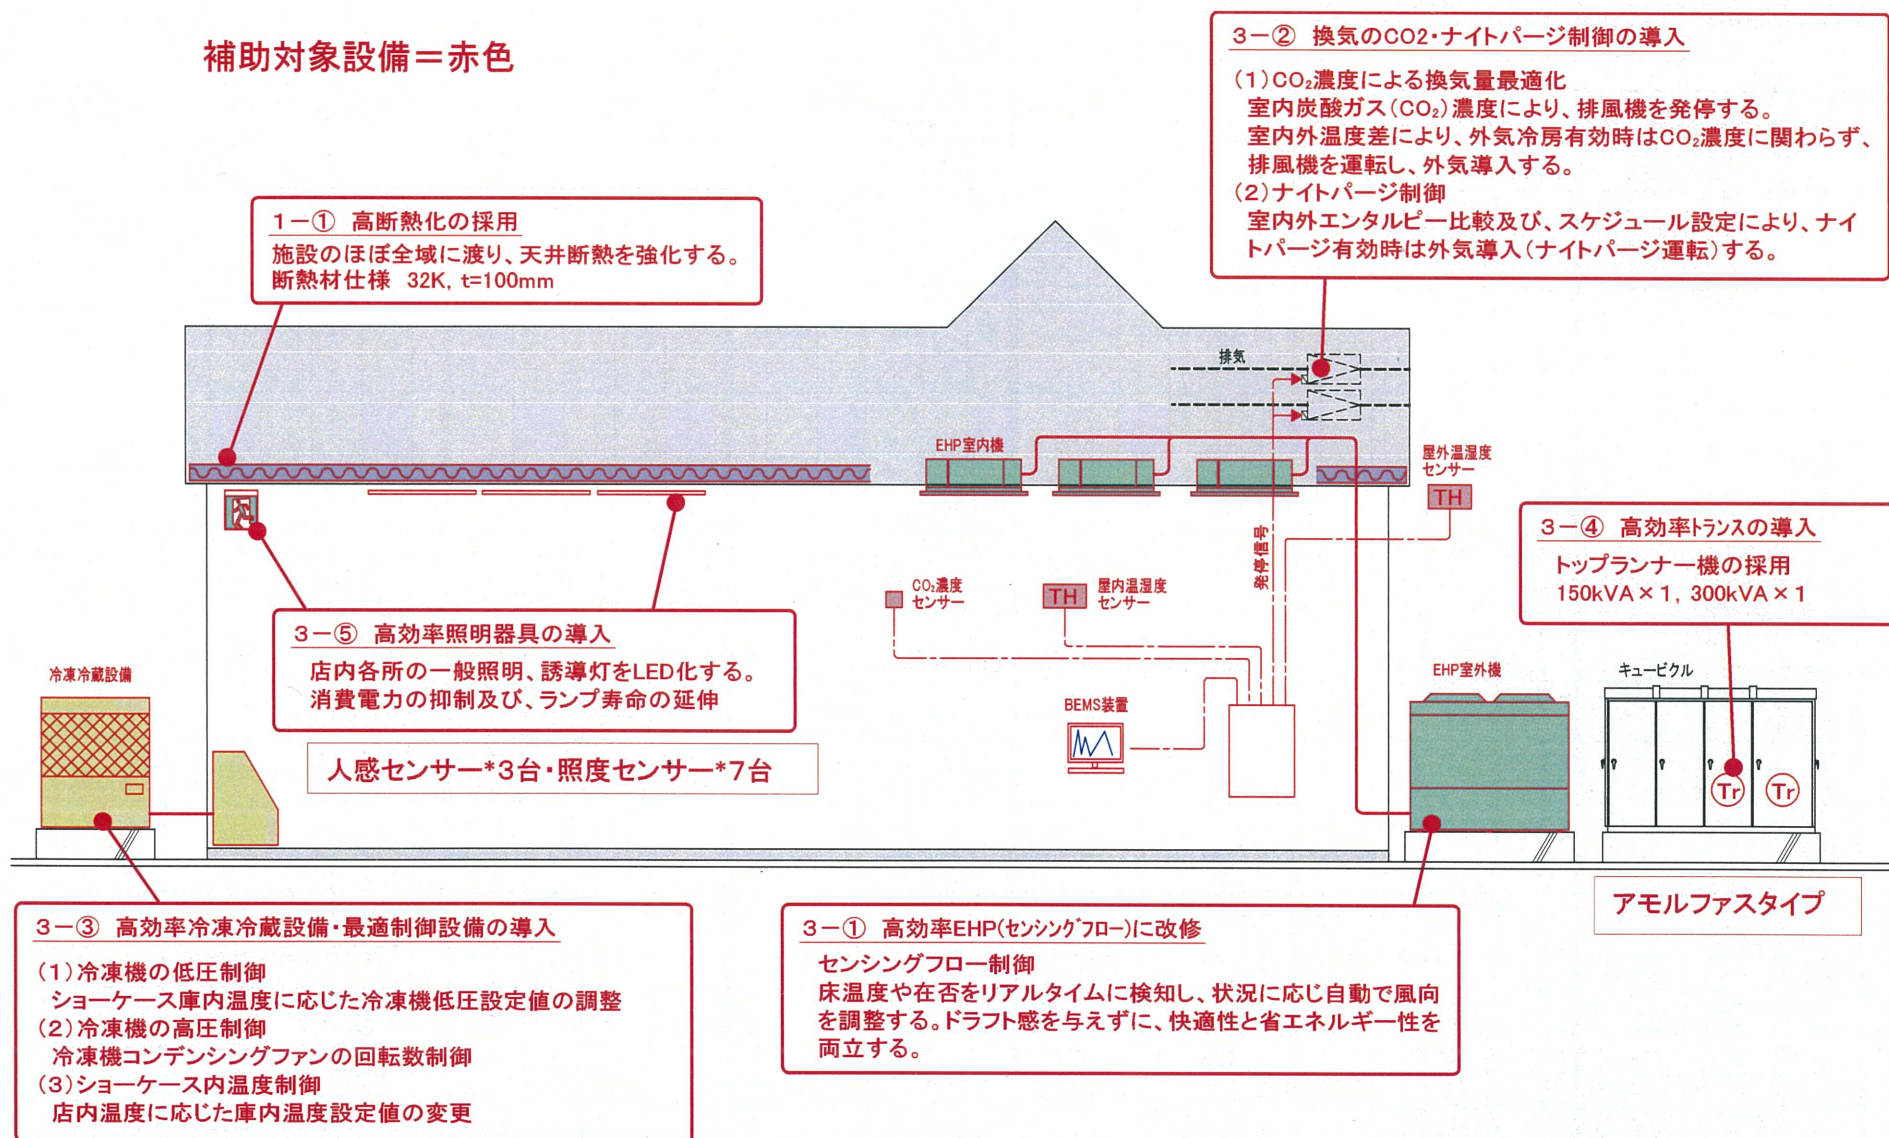 補助対象設備=赤色
3-② 換気のCO2・ナイトパージ制御の導入
(1)CO₂濃度による換気量最適化
室内炭酸ガス(CO₂)濃度により、排風機を発停する。
室内外温度差により、外気冷房有効時はCO₂濃度に関わらず、
排風機を運転し、外気導入する。
(2)ナイトパージ制御
室内外エンタルピー比較及び、スケジュール設定により、ナイ
トパージ有効時は外気導入(ナイトパージ運転)する。
1-① 高断熱化の採用
施設のほぼ全域に渡り、天井断熱を強化する。
断熱材仕様 32K, t=100mm
排気
EHP室内機
屋外温湿度
センサー
TH
発停信号
3-④ 高効率トランスの導入
トップランナー機の採用
150kVA×1, 300kVA×1
CO₂濃度
センサー
TH
屋内温湿度
センサー
3-⑤ 高効率照明器具の導入
店内各所の一般照明、誘導灯をLED化する。
消費電力の抑制及び、ランプ寿命の延伸
人感センサー*3台・照度センサー*7台
冷凍冷蔵設備
BEMS装置
EHP室外機
キュービクル
Tr
Tr
アモルファスタイプ
3-③ 高効率冷凍冷蔵設備・最適制御設備の導入
(1)冷凍機の低圧制御
ショーケース庫内温度に応じた冷凍機低圧設定値の調整
(2)冷凍機の高圧制御
冷凍機コンデンシングファンの回転数制御
(3)ショーケース内温度制御
店内温度に応じた庫内温度設定値の変更
3-① 高効率EHP(センシングフロー)に改修
センシングフロー制御
床温度や在否をリアルタイムに検知し、状況に応じ自動で風向
を調整する。ドラフト感を与えずに、快適性と省エネルギー性を
両立する。